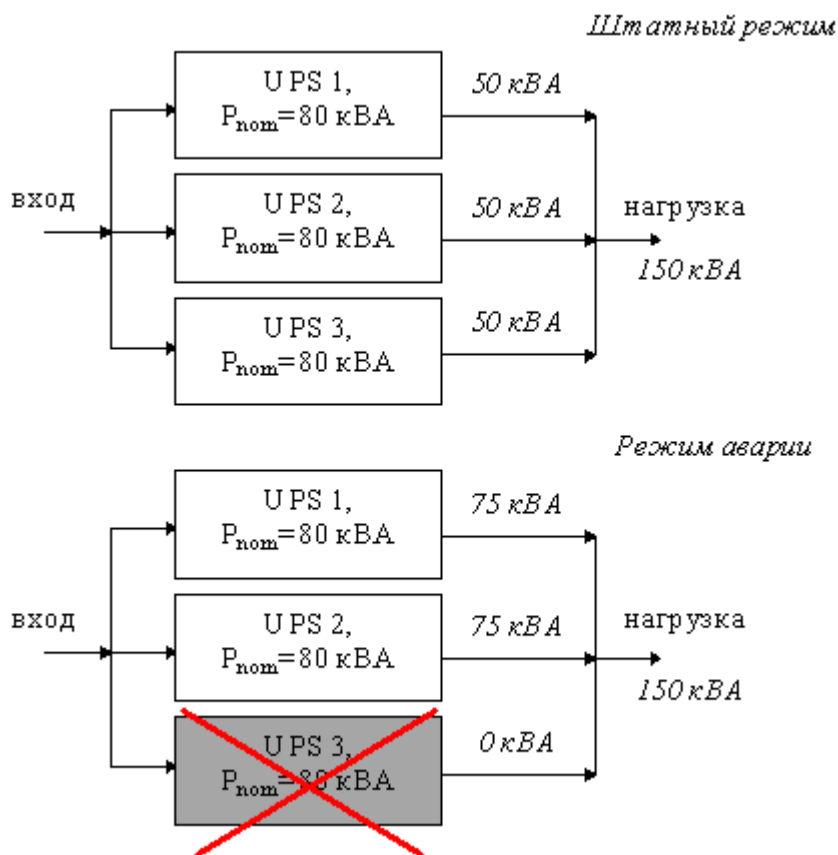 Штатный режим
UPS 1,
Pnom=80 кВА
50 кВА
вход
UPS 2,
Pnom=80 кВА
50 кВА
нагрузка
150 кВА
UPS 3,
Pnom=80 кВА
50 кВА
Режим аварии
UPS 1,
Pnom=80 кВА
75 кВА
вход
UPS 2,
Pnom=80 кВА
75 кВА
нагрузка
150 кВА
UPS 3,
Pnom=80 кВА
0 кВА